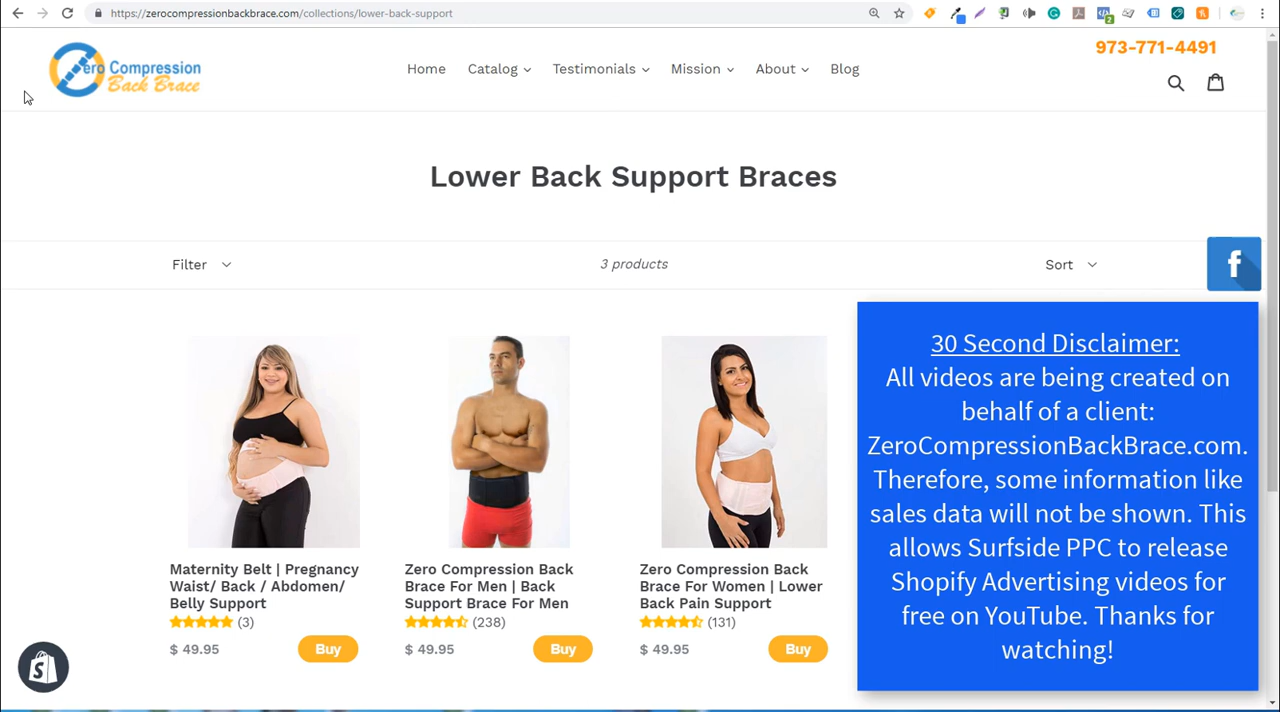 https://zerocompressionbackbrace.com/collections/lower-back-support
973-771-4491
Zero Compression
Back Brace
Home Catalog Testimonials Mission About Blog
Lower Back Support Braces
Filter 3 products Sort
f
30 Second Disclaimer:
All videos are being created on
behalf of a client:
ZeroCompressionBackBrace.com.
Therefore, some information like
sales data will not be shown. This
allows Surfside PPC to release
Shopify Advertising videos for
free on YouTube. Thanks for
watching!
Maternity Belt | Pregnancy
Waist/ Back / Abdomen/
Belly Support
(3)
$ 49.95 Buy
Zero Compression Back
Brace For Men | Back
Support Brace For Men
(238)
$ 49.95 Buy
Zero Compression Back
Brace For Women | Lower
Back Pain Support
(131)
$ 49.95 Buy
S